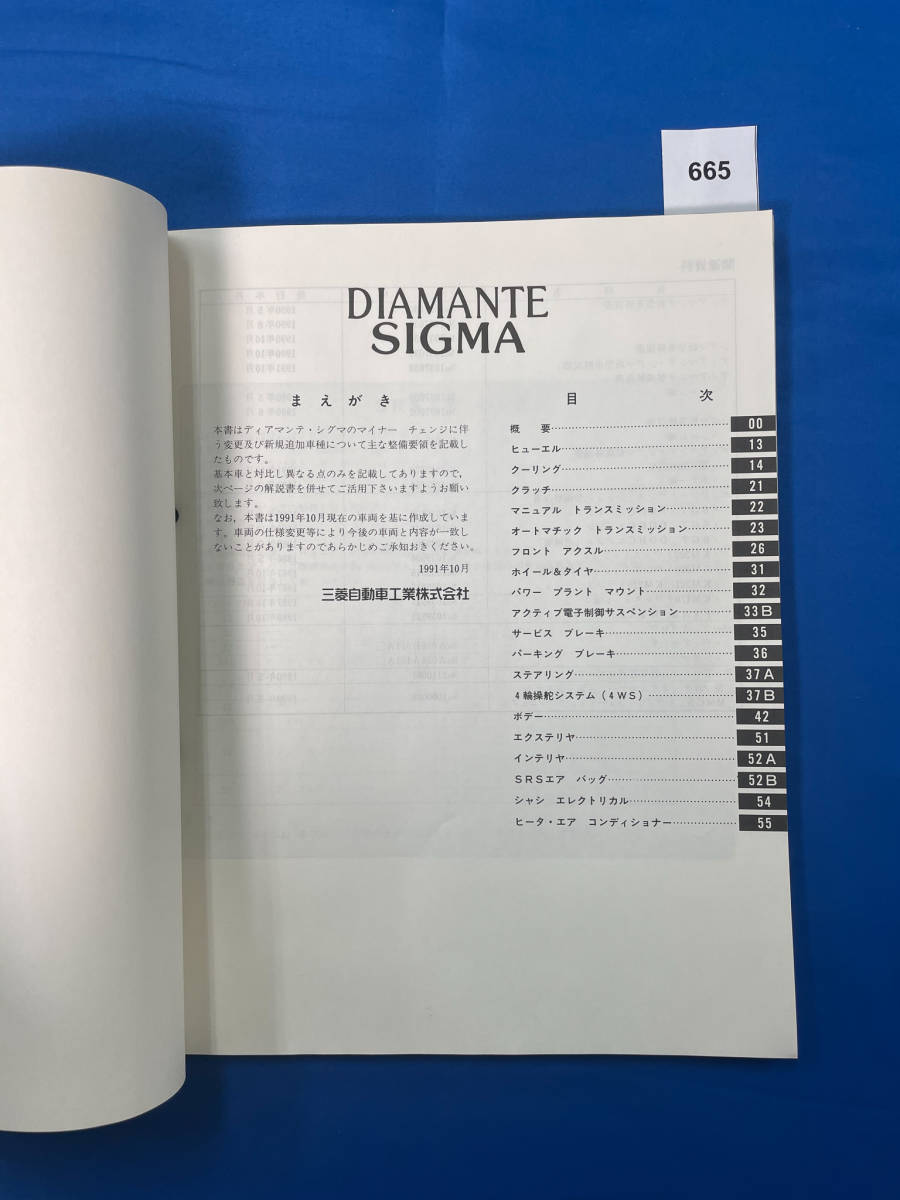 665
DIAMANTE
SIGMA
まえがき
本書はディアマンテ・シグマのマイナー　チェンジに伴
う変更及び新規追加車種について主な整備要領を記載し
たものです。
基本車と対比し異なる点のみを記載してありますので，
次ページの解説書を併せてご活用下さいますようお願い
致します。
なお，本書は1991年10月現在の車両を基に作成していま
す。車両の仕様変更等により今後の車両と内容が一致し
ないことがありますのであらかじめご承知おきください。
1991年10月
三菱自動車工業株式会社
目　次
概　要 00
ヒューエル 13
クーリング 14
クラッチ 21
マニュアル　トランスミッション 22
オートマチック　トランスミッション 23
フロント　アクスル 26
ホイール＆タイヤ 31
パワー　プラント　マウント 32
アクティブ電子制御サスペンション 33B
サービス　ブレーキ 35
パーキング　ブレーキ 36
ステアリング 37A
4輪操舵システム（4WS） 37B
ボデー 42
エクステリヤ 51
インテリヤ 52A
SRSエア　バッグ 52B
シャシ　エレクトリカル 54
ヒータ・エア　コンディショナー 55